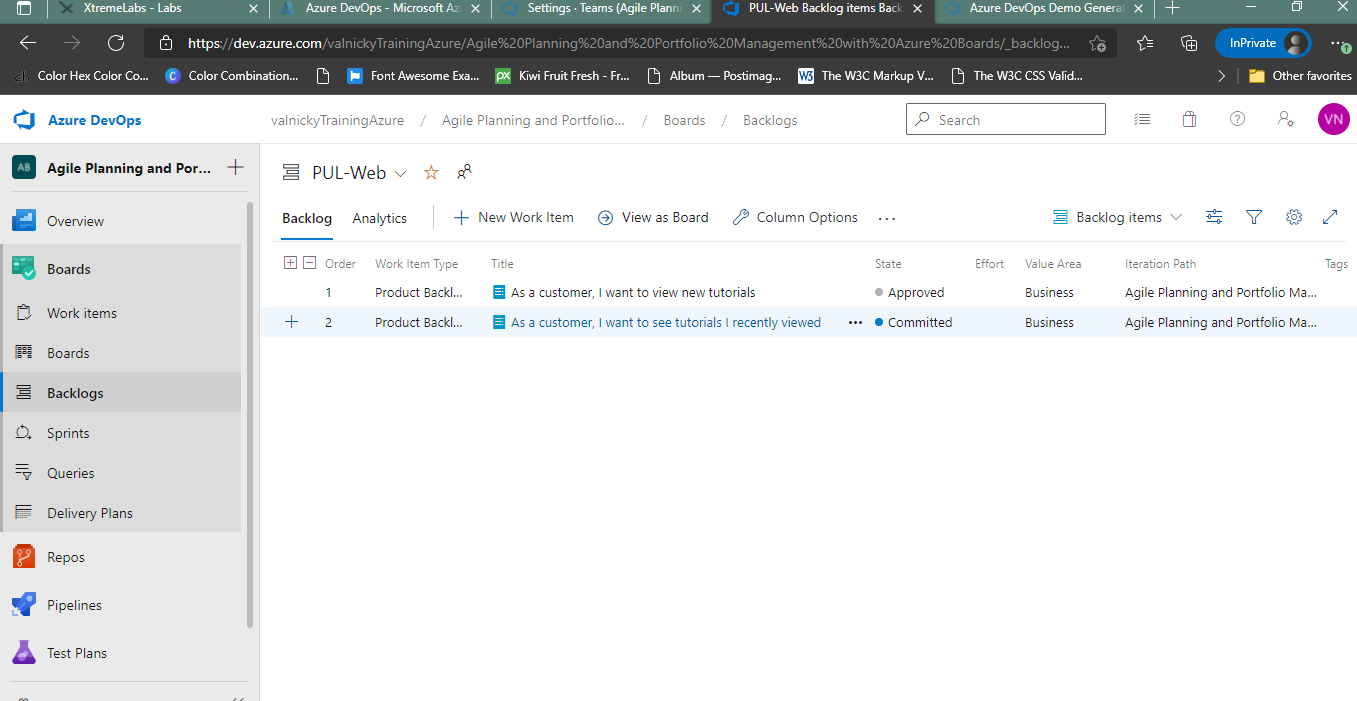 XtremeLabs - Labs
Azure DevOps - Microsoft Az
Settings · Teams (Agile Planni
PUL-Web Backlog items Back
Azure DevOps Demo Genera
https://dev.azure.com/valnickyTrainingAzure/Agile%20Planning%20and%20Portfolio%20Management%20with%20Azure%20Boards/_backlog...
InPrivate
ch Color Hex Color Co...
C Color Combination...
Font Awesome Exa...
px Kiwi Fruit Fresh - Fr...
Album — Postimag...
W3 The W3C Markup V...
The W3C CSS Valid...
Other favorites
Azure DevOps
valnickyTrainingAzure / Agile Planning and Portfolio... / Boards / Backlogs
Search
VN
AB Agile Planning and Por...
Overview
Boards
Work items
Boards
Backlogs
Sprints
Queries
Delivery Plans
Repos
Pipelines
Test Plans
PUL-Web
Backlog Analytics
New Work Item View as Board Column Options ...
Backlog items
Order Work Item Type Title State Effort Value Area Iteration Path Tags
1 Product Backl... As a customer, I want to view new tutorials Approved Business Agile Planning and Portfolio Ma...
2 Product Backl... As a customer, I want to see tutorials I recently viewed ... Committed Business Agile Planning and Portfolio Ma...